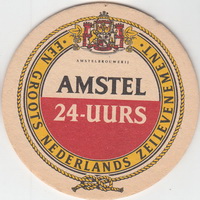 AMSTELBROUWERIJ
AMSTEL
24-UURS
EEN GROOTS NEDERLANDS ZEILEVENEMENT